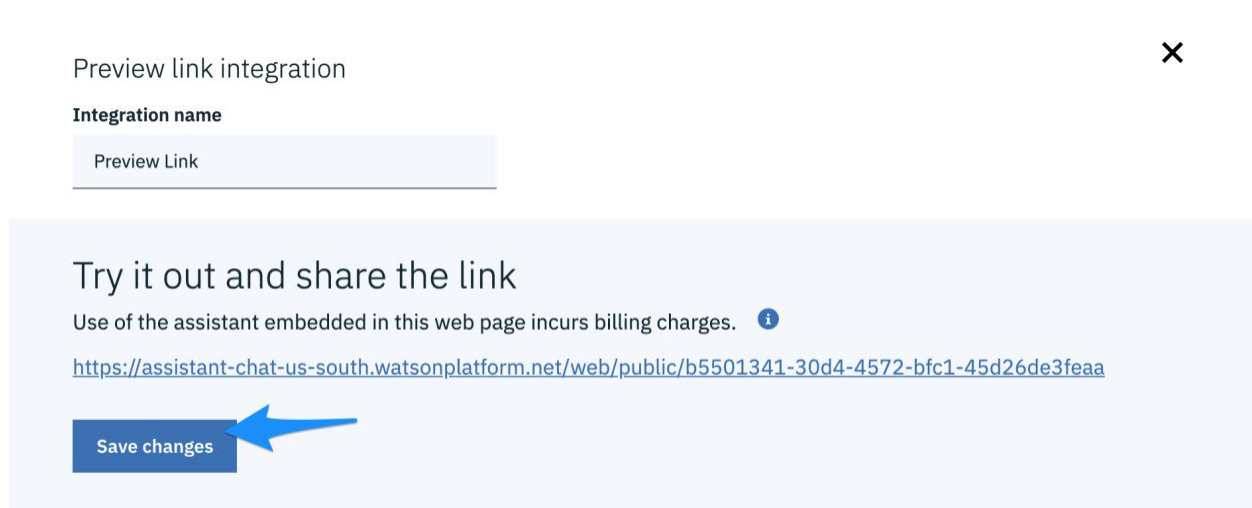 Preview link integration
Integration name
Preview Link
Try it out and share the link
Use of the assistant embedded in this web page incurs billing charges.
https://assistant-chat-us-south.watsonplatform.net/web/public/b5501341-30d4-4572-bfc1-45d26de3feaa
Save changes